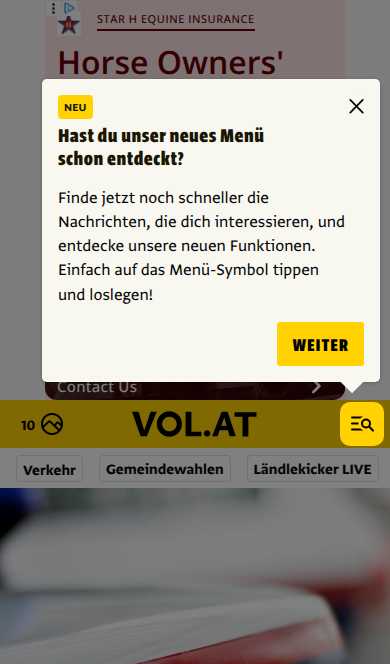 STAR H EQUINE INSURANCE
Horse Owners'
NEU
Hast du unser neues Menü
schon entdeckt?
Finde jetzt noch schneller die
Nachrichten, die dich interessieren, und
entdecke unsere neuen Funktionen.
Einfach auf das Menü-Symbol tippen
und loslegen!
WEITER
Contact Us
10
VOL.AT
Verkehr
Gemeindewahlen
Ländlekicker LIVE